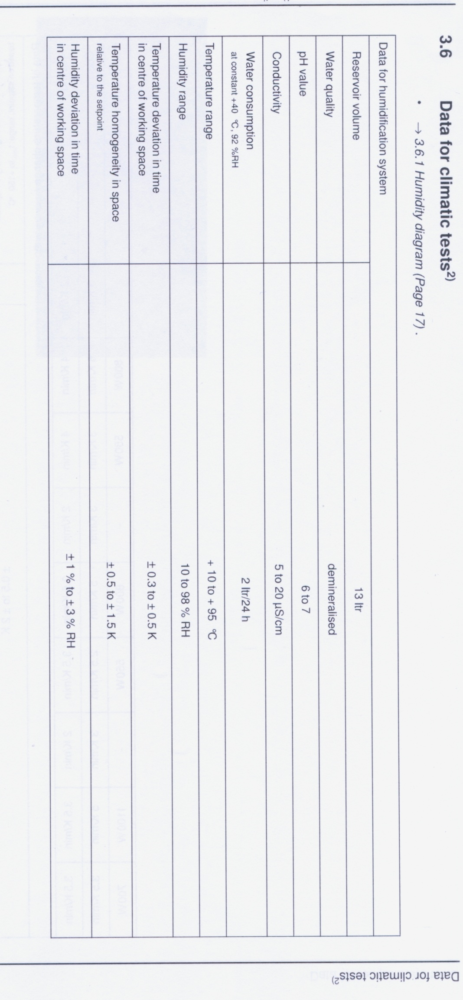 3.6 Data for climatic tests2)
• → 3.6.1 Humidity diagram (Page 17) .
Data for humidification system
Reservoir volume 13 ltr
Water quality demineralised
pH value 6 to 7
Conductivity 5 to 20 µS/cm
Water consumption 2 ltr/24 h
at constant +40 °C, 92 %RH
Temperature range + 10 to + 95 °C
Humidity range 10 to 98 % RH
Temperature deviation in time ± 0.3 to ± 0.5 K
in centre of working space
Temperature homogeneity in space ± 0.5 to ± 1.5 K
relative to the setpoint
Humidity deviation in time ± 1 % to ± 3 % RH
in centre of working space
Data for climatic tests2)